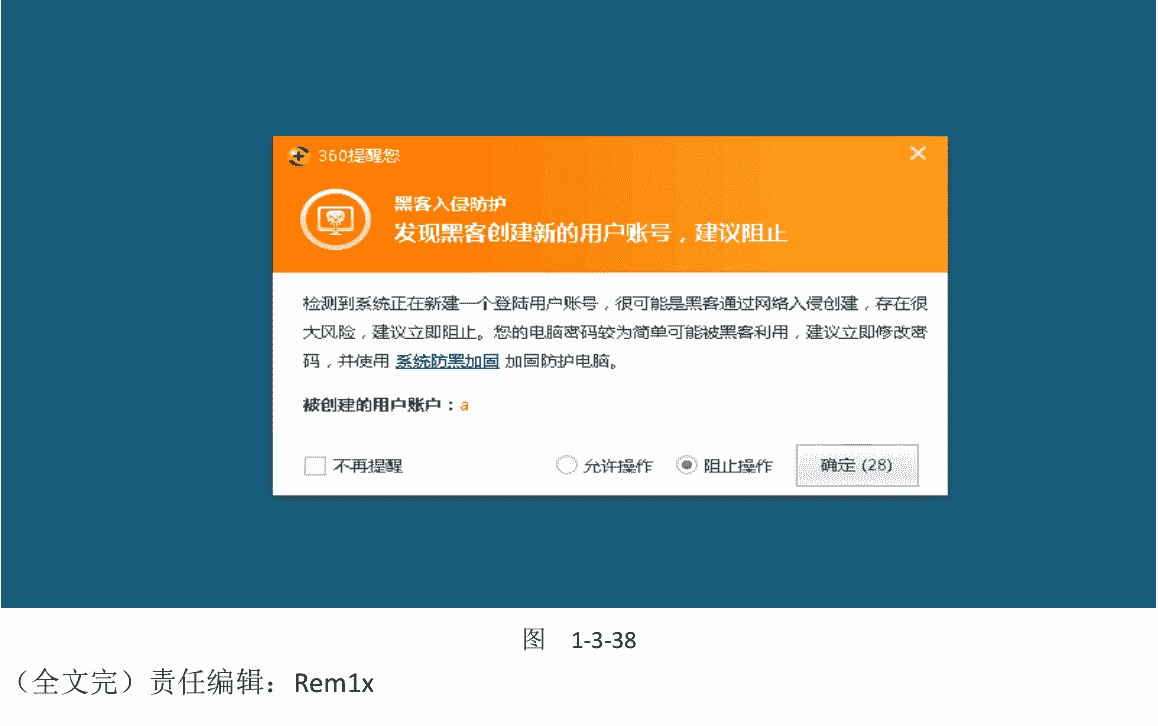 360提醒您
黑客入侵防护
发现黑客创建新的用户账号，建议阻止
检测到系统正在新建一个登陆用户账号，很可能是黑客通过网络入侵创建，存在很
大风险，建议立即阻止。您的电脑密码较为简单可能被黑客利用，建议立即修改密
码，并使用 系统防黑加固 加固防护电脑。
被创建的用户账户：a
不再提醒 允许操作 阻止操作 确定 (28)
图 1-3-38
（全文完）责任编辑：Rem1x